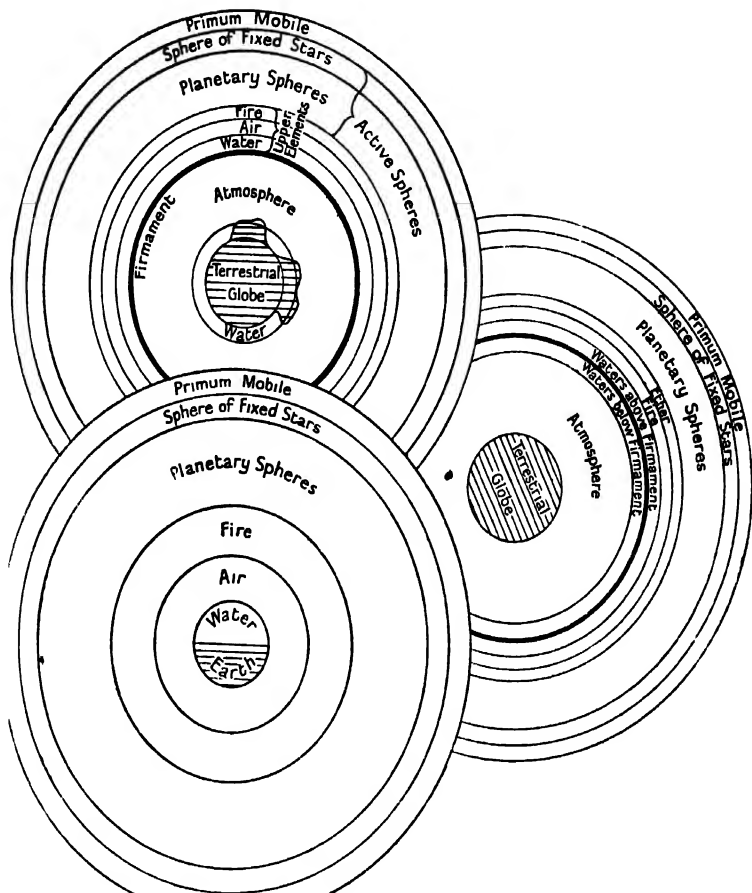 Primum Mobile
Sphere of Fixed Stars
Planetary Spheres
Fire
Air
Water
Upper
Elements
Active Spheres
Firmament
Atmosphere
Terrestrial
Globe
Water
Primum Mobile
Sphere of Fixed Stars
Planetary Spheres
Ether
Fire
Waters above Firmament
Waters below Firmament
Atmosphere
Terrestrial
Globe
Primum Mobile
Sphere of Fixed Stars
Planetary Spheres
Fire
Air
Water
Earth